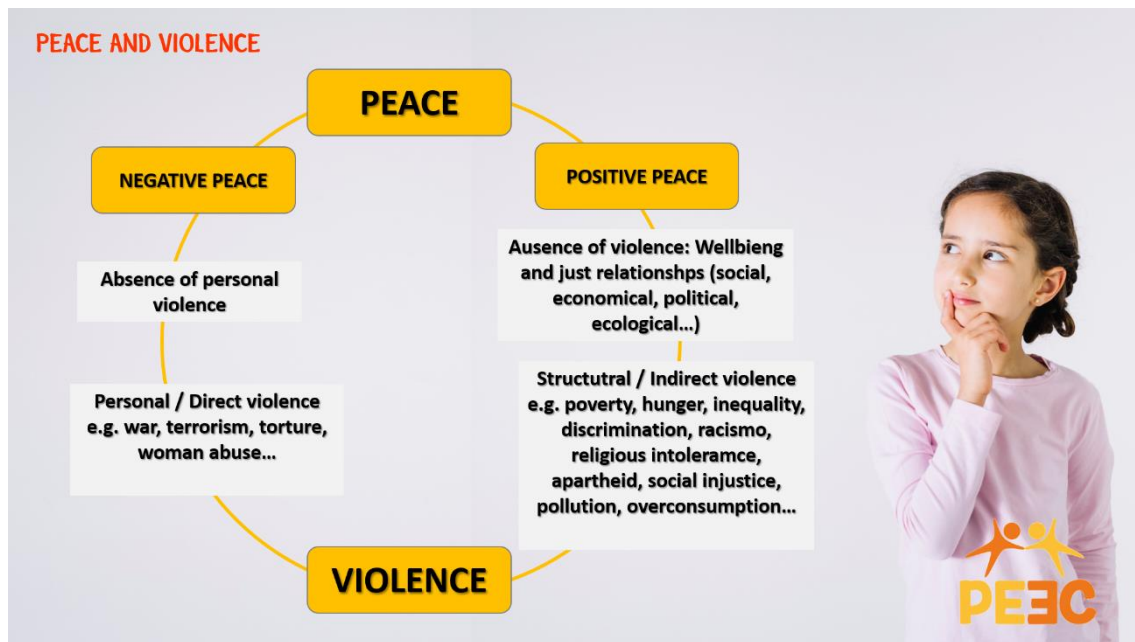 PEACE AND VIOLENCE
PEACE
NEGATIVE PEACE
POSITIVE PEACE
Absence of personal
violence
Ausence of violence: Wellbieng
and just relationshps (social,
economical, political,
ecological...)
Personal / Direct violence
e.g. war, terrorism, torture,
woman abuse...
Structutral / Indirect violence
e.g. poverty, hunger, inequality,
discrimination, racismo,
religious intoleramce,
apartheid, social injustice,
pollution, overconsumption...
VIOLENCE
PEEC